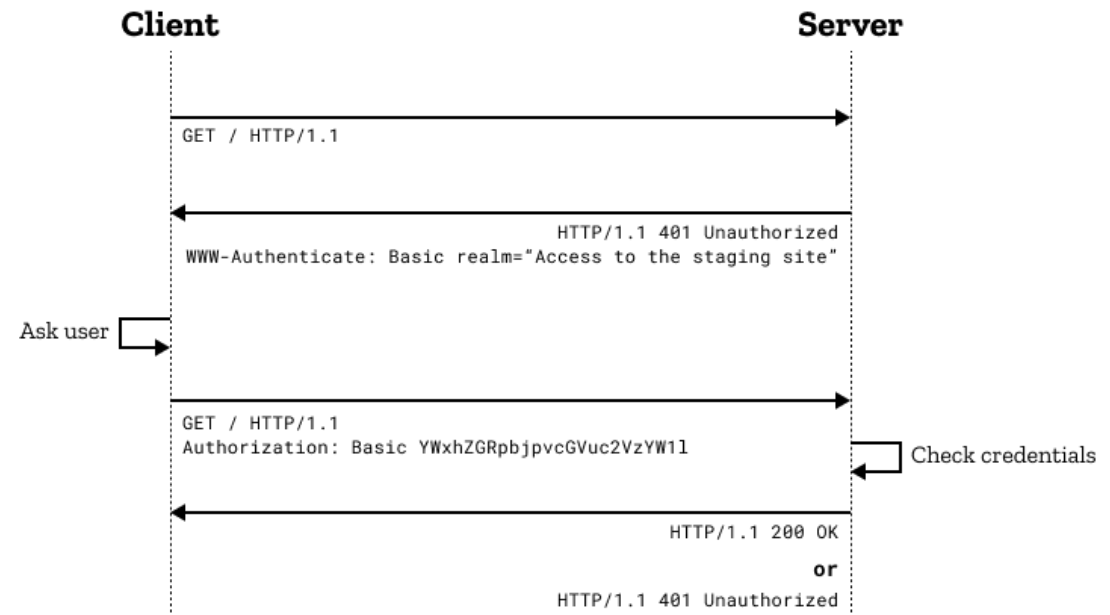 Client
Server
GET / HTTP/1.1
HTTP/1.1 401 Unauthorized
WWW-Authenticate: Basic realm="Access to the staging site"
Ask user
GET / HTTP/1.1
Authorization: Basic YWxhZGRpbjpvcGVuc2VzYW1l
Check credentials
HTTP/1.1 200 OK
or
HTTP/1.1 401 Unauthorized